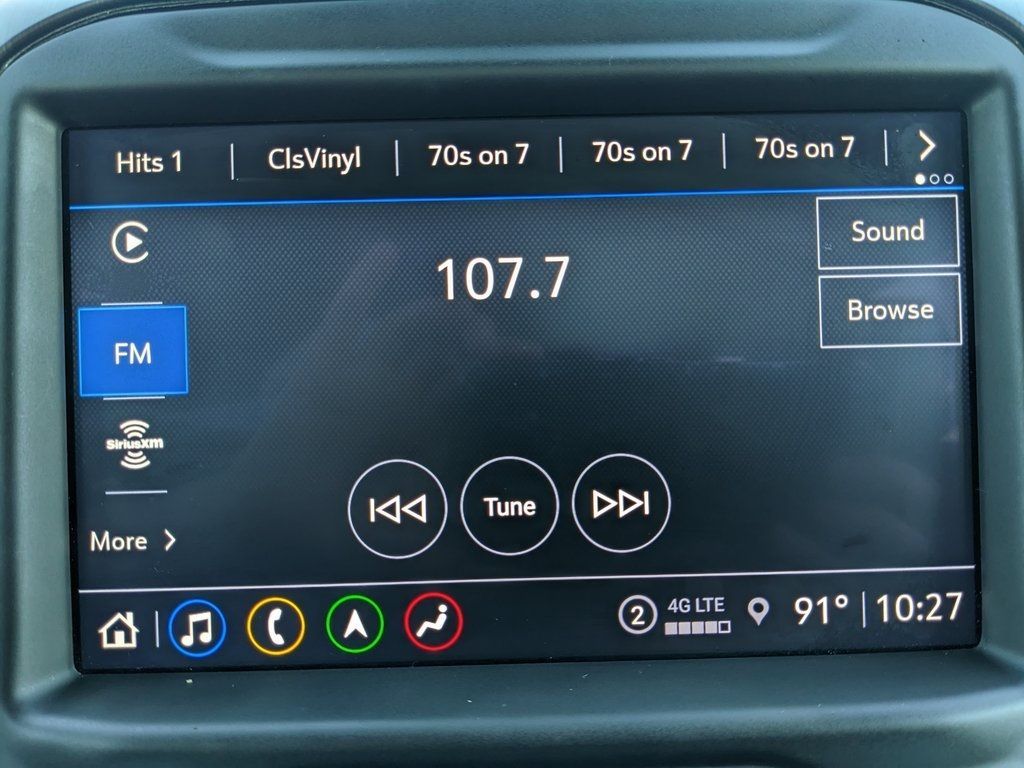 Hits 1 | ClsVinyl | 70s on 7 | 70s on 7 | 70s on 7
107.7
Sound
Browse
FM
SiriusXM
More
Tune
2 4G LTE 91° 10:27